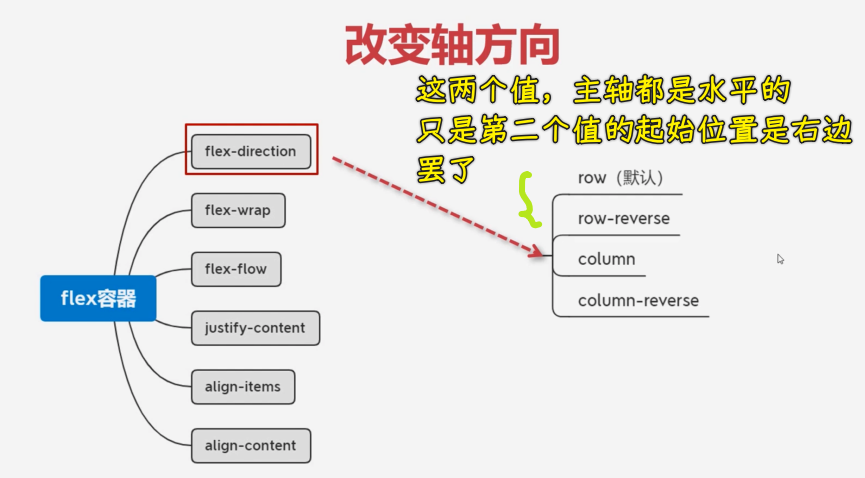 改变轴方向
这两个值，主轴都是水平的
只是第二个值的起始位置是右边
罢了
flex容器
flex-direction
flex-wrap
flex-flow
justify-content
align-items
align-content
row（默认）
row-reverse
column
column-reverse